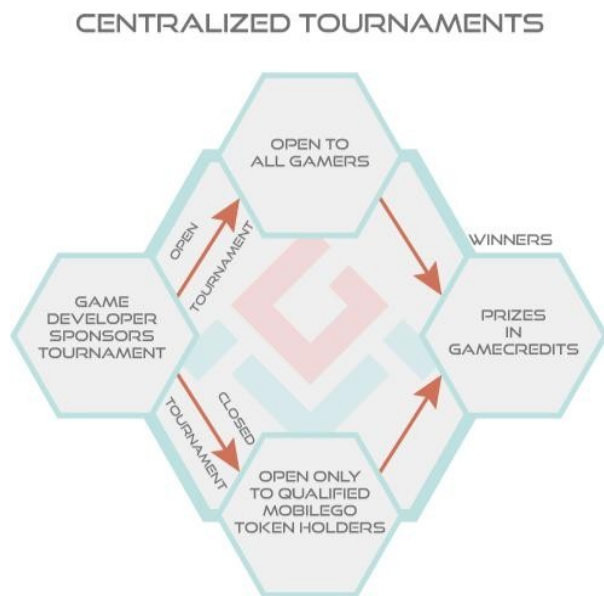 CENTRALIZED TOURNAMENTS
OPEN TO
ALL GAMERS
OPEN
TOURNAMENT
WINNERS
GAME
DEVELOPER
SPONSORS
TOURNAMENT
PRIZES
IN
GAMECREDITS
CLOSED
TOURNAMENT
OPEN ONLY
TO QUALIFIED
MOBILEGO
TOKEN HOLDERS